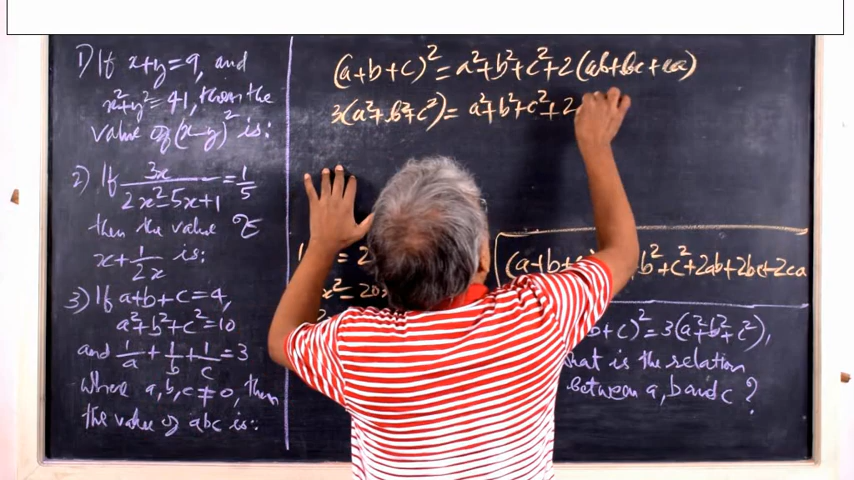 1) If x+y=9, and
x²+y²=41, then the
value of (x-y)² is:
2) If 3x/(2x²-5x+1) = 1/5
then the value of
x+1/2x is:
3) If a+b+c=4,
a²+b²+c²=10
and 1/a+1/b+1/c=3
where a,b,c≠0, then
the value of abc is:
(a+b+c)²=a²+b²+c²+2(ab+bc+ca)
3(a²+b²+c²)=a²+b²+c²+2
= 2
x²=20
(a+b+c)² b²+c²+2ab+2bc+2ca
b+c)²=3(a²+b²+c²),
hat is the relation
between a, b and c?